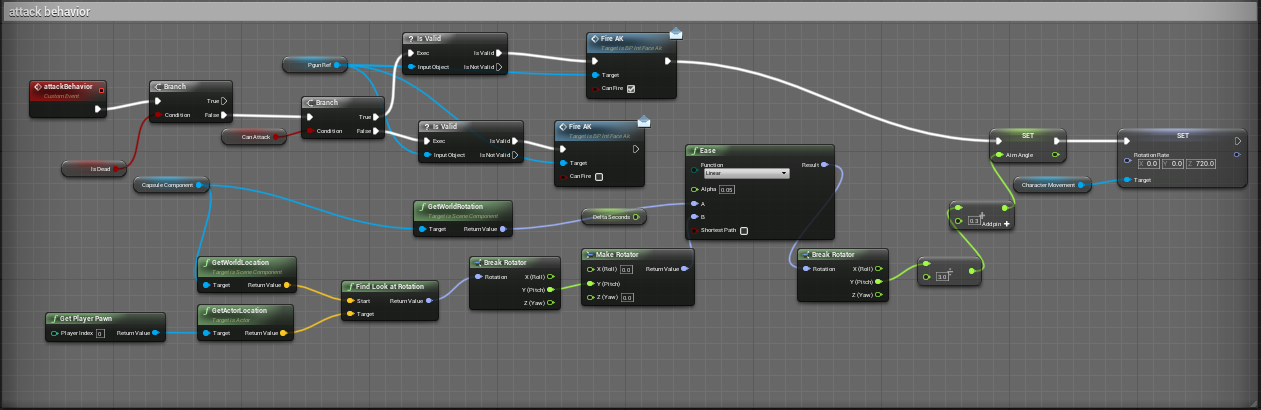 attack behavior
attackBehavior
Custom Event
Is Dead
Branch
Condition
True
False
Can Attack
Branch
Condition
True
False
Pgun Ref
? Is Valid
Exec
Input Object
Is Valid
Is Not Valid
Fire AK
Target is BP Int Face Ak
Target
Can Fire
? Is Valid
Exec
Input Object
Is Valid
Is Not Valid
Fire AK
Target is BP Int Face Ak
Target
Can Fire
Capsule Component
GetWorldRotation
Target is Scene Component
Target
Return Value
Delta Seconds
Ease
Function
Linear
Alpha 0.05
A
B
Shortest Path
Result
GetWorldLocation
Target is Scene Component
Target
Return Value
Get Player Pawn
Player Index 0
Return Value
GetActorLocation
Target is Actor
Target
Return Value
Find Look at Rotation
Start
Target
Return Value
Break Rotator
Rotation
X (Roll)
Y (Pitch)
Z (Yaw)
Make Rotator
X (Roll) 0.0
Y (Pitch)
Z (Yaw) 0.0
Return Value
Break Rotator
Rotation
X (Roll)
Y (Pitch)
Z (Yaw)
3.0
÷
0.3
+
Add pin +
SET
Aim Angle
Character Movement
SET
Rotation Rate
X 0.0 Y 0.0 Z 720.0
Target